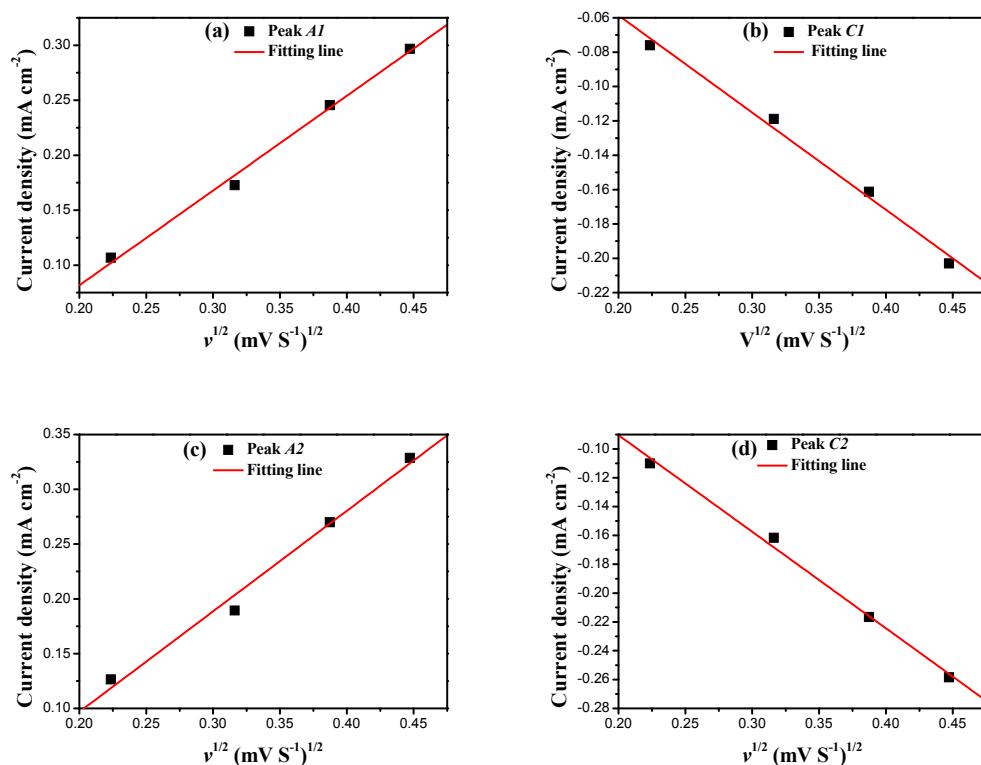 (a)
Peak A1
Fitting line
0.30
0.25
0.20
0.15
0.10
0.20 0.25 0.30 0.35 0.40 0.45
Current density (mA cm-2)
v1/2 (mV S-1)1/2
(b)
Peak C1
Fitting line
-0.06
-0.08
-0.10
-0.12
-0.14
-0.16
-0.18
-0.20
-0.22
0.20 0.25 0.30 0.35 0.40 0.45
Current density (mA cm-2)
V1/2 (mV S-1)1/2
(c)
Peak A2
Fitting line
0.35
0.30
0.25
0.20
0.15
0.10
0.20 0.25 0.30 0.35 0.40 0.45
Current density (mA cm-2)
v1/2 (mV S-1)1/2
(d)
Peak C2
Fitting line
-0.10
-0.12
-0.14
-0.16
-0.18
-0.20
-0.22
-0.24
-0.26
-0.28
0.20 0.25 0.30 0.35 0.40 0.45
Current density (mA cm-2)
v1/2 (mV S-1)1/2